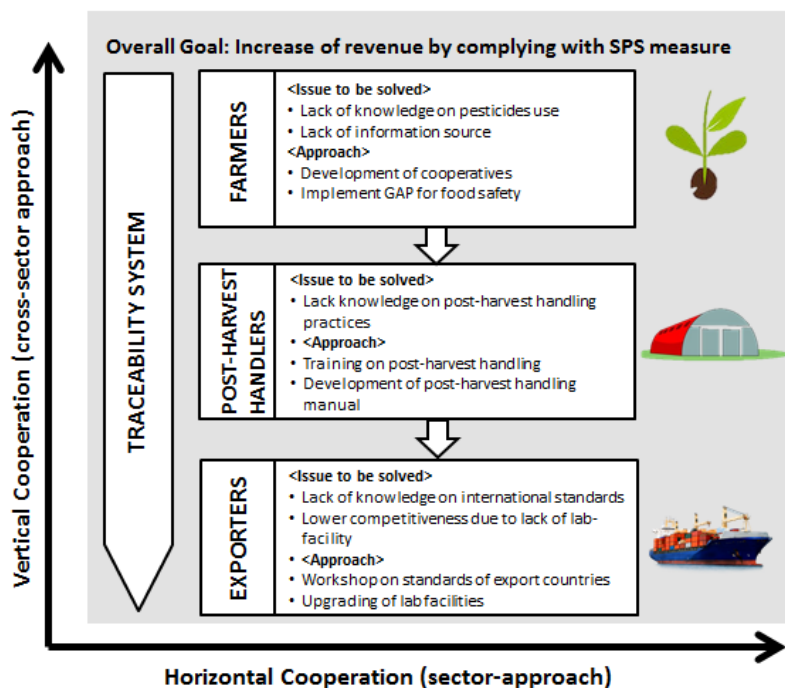 Overall Goal: Increase of revenue by complying with SPS measure
Vertical Cooperation (cross-sector approach)
TRACEABILITY SYSTEM
FARMERS
<Issue to be solved>
• Lack of knowledge on pesticides use
• Lack of information source
<Approach>
• Development of cooperatives
• Implement GAP for food safety
POST-HARVEST
HANDLERS
<Issue to be solved>
• Lack knowledge on post-harvest handling
practices
• <Approach>
• Training on post-harvest handling
• Development of post-harvest handling
manual
EXPORTERS
<Issue to be solved>
• Lack of knowledge on international standards
• Lower competitiveness due to lack of lab-
facility
• <Approach>
• Workshop on standards of export countries
• Upgrading of lab facilities
Horizontal Cooperation (sector-approach)